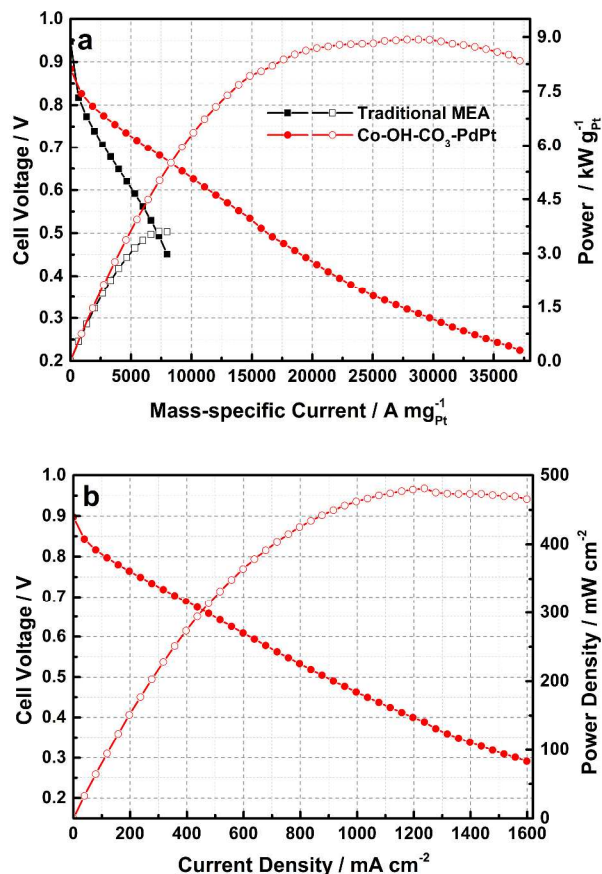 a
Traditional MEA
Co-OH-CO3-PdPt
Cell Voltage / V
1.0
0.9
0.8
0.7
0.6
0.5
0.4
0.3
0.2
Power / kW g-1Pt
9.0
7.5
6.0
4.5
3.0
1.5
0.0
0 5000 10000 15000 20000 25000 30000 35000
Mass-specific Current / A mg-1Pt
b
Cell Voltage / V
1.0
0.9
0.8
0.7
0.6
0.5
0.4
0.3
0.2
Power Density / mW cm-2
500
400
300
200
100
0
0 200 400 600 800 1000 1200 1400 1600
Current Density / mA cm-2